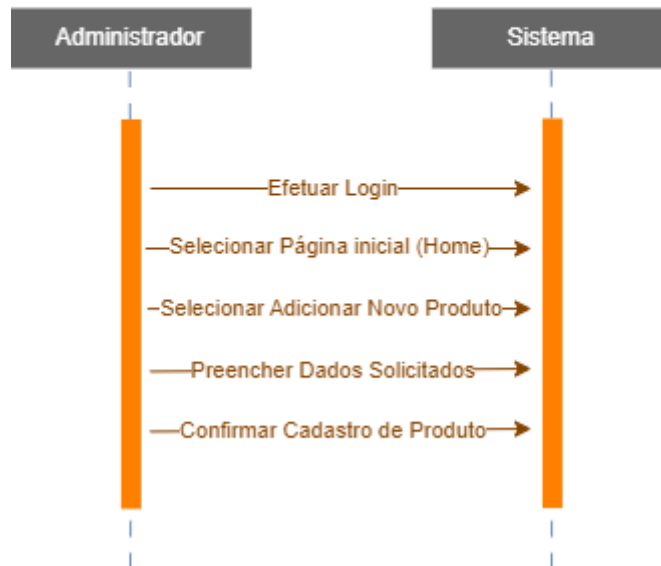 Administrador
Sistema
Efetuar Login
Selecionar Página inicial (Home)
Selecionar Adicionar Novo Produto
Preencher Dados Solicitados
Confirmar Cadastro de Produto